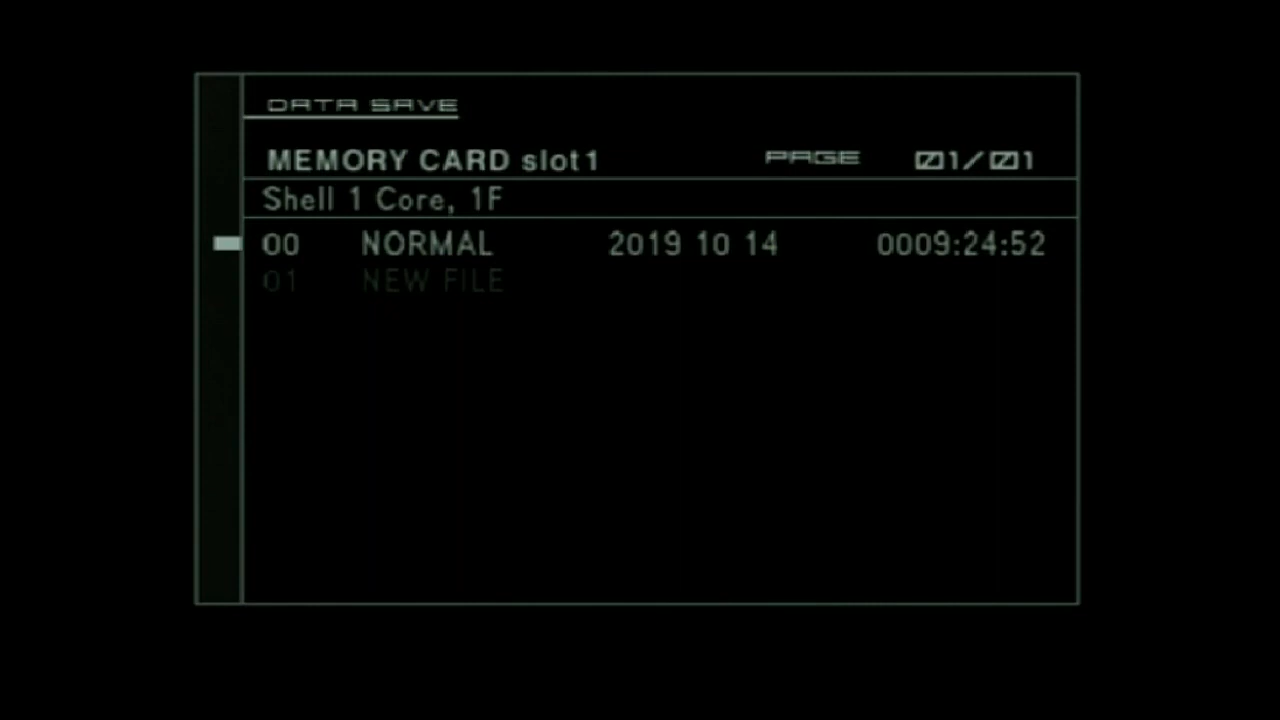 DATA SAVE
MEMORY CARD slot1 PAGE 01/01
Shell 1 Core, 1F
00 NORMAL 2019 10 14 0009:24:52
01 NEW FILE